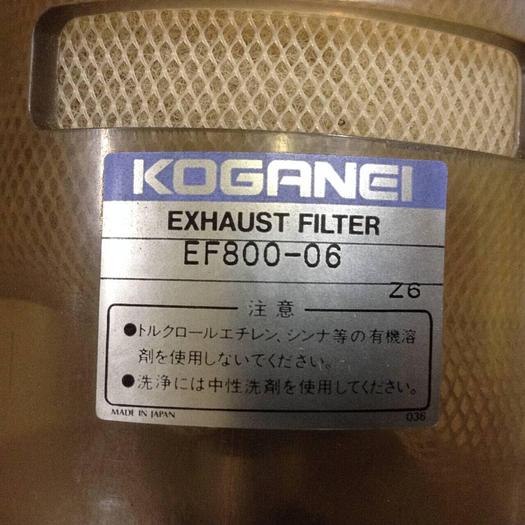 KOGANEI
EXHAUST FILTER
EF800-06
Z6
注意
●トルクロールエチレン、シンナ等の有機溶
剤を使用しないでください。
●洗浄には中性洗剤を使用してください。
MADE IN JAPAN 036